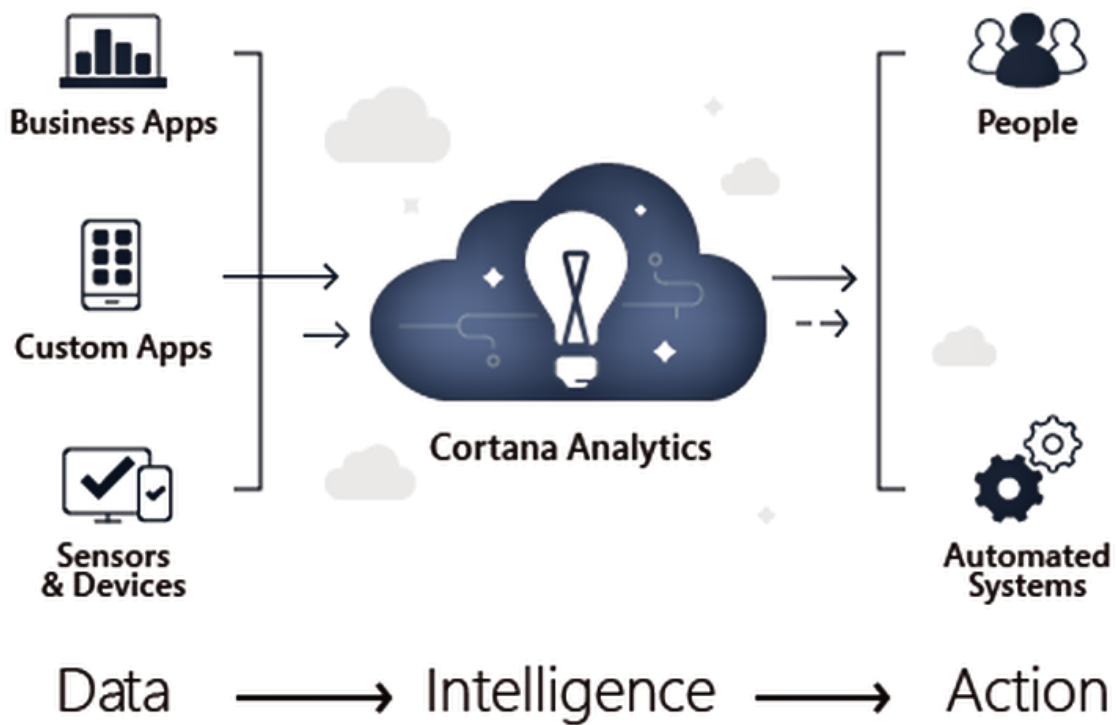 Business Apps
People
Custom Apps
Cortana Analytics
Sensors
& Devices
Automated
Systems
Data
Intelligence
Action